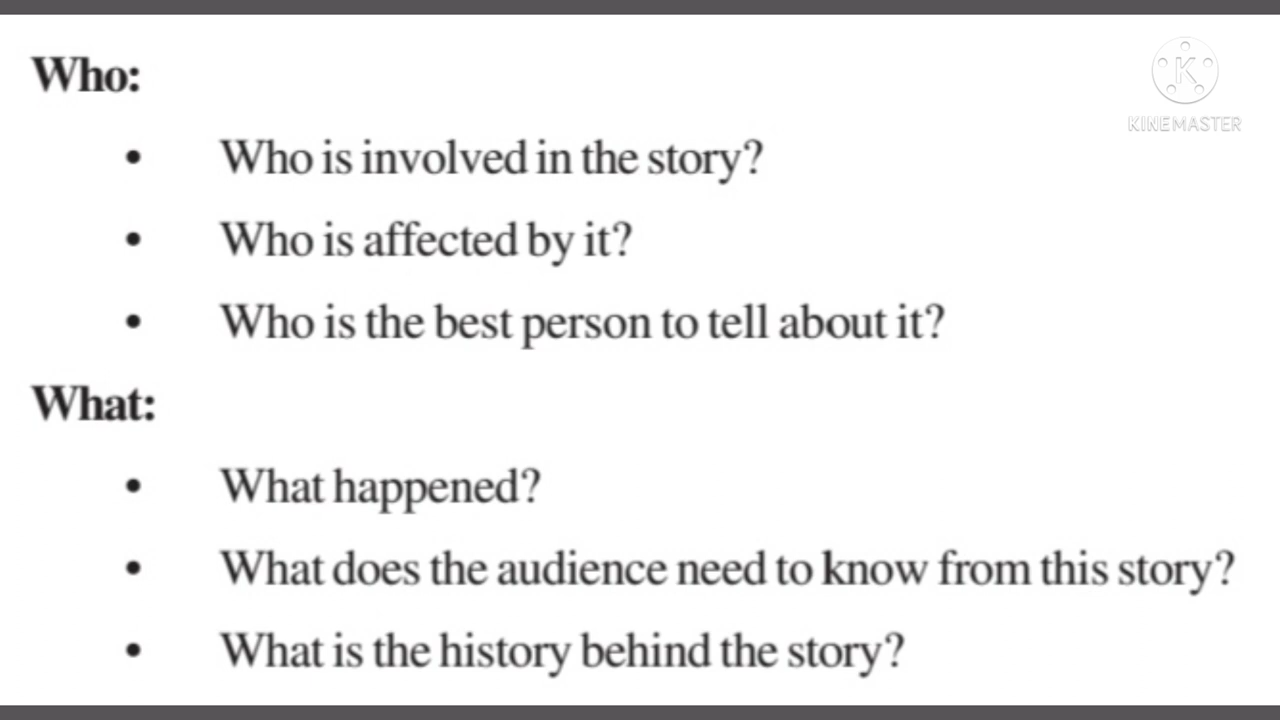 Who:
K
KINEMASTER
• Who is involved in the story?
• Who is affected by it?
• Who is the best person to tell about it?
What:
• What happened?
• What does the audience need to know from this story?
• What is the history behind the story?